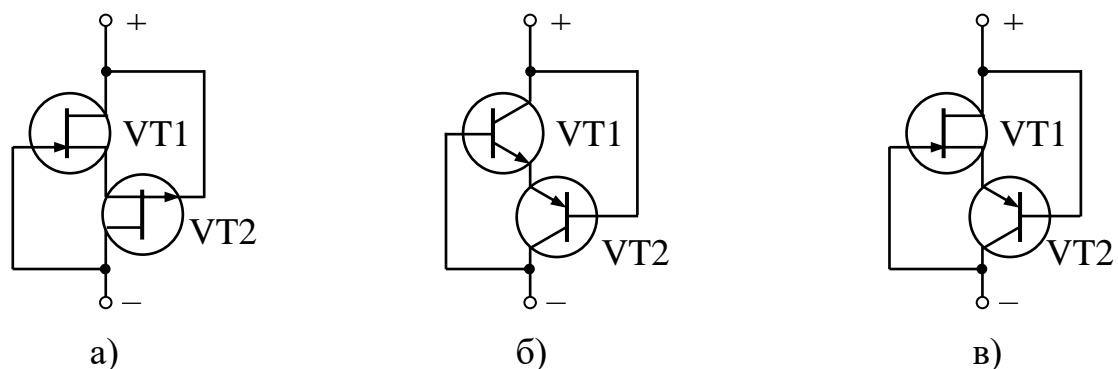 + + +
VT1 VT1 VT1
VT2 VT2 VT2
– – –
а) б) в)